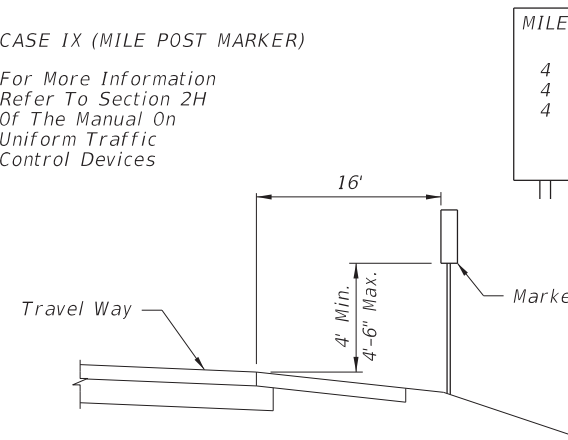 CASE IX (MILE POST MARKER)
For More Information
Refer To Section 2H
Of The Manual On
Uniform Traffic
Control Devices
MILE
4
4
4
16'
4' Min.
4'-6" Max.
Travel Way